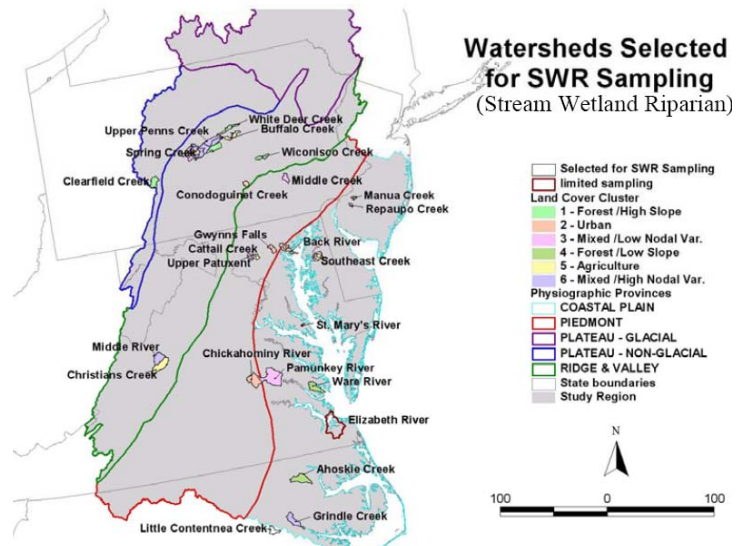 Watersheds Selected
for SWR Sampling
(Stream Wetland Riparian)
White Deer Creek
Upper Penns Creek
Buffalo Creek
Spring Creek
Wiconisco Creek
Clearfield Creek
Middle Creek
Conodoguinet Creek
Manua Creek
Repaupo Creek
Gwynns Falls
Back River
Cattail Creek
Upper Patuxent
Southeast Creek
St. Mary's River
Middle River
Chickahominy River
Pamunkey River
Christians Creek
Ware River
Elizabeth River
Ahoskie Creek
Grindle Creek
Little Contentnea Creek
Selected for SWR Sampling
limited sampling
Land Cover Cluster
1 - Forest /High Slope
2 - Urban
3 - Mixed /Low Nodal Var.
4 - Forest /Low Slope
5 - Agriculture
6 - Mixed /High Nodal Var.
Physiographic Provinces
COASTAL PLAIN
PIEDMONT
PLATEAU - GLACIAL
PLATEAU - NON-GLACIAL
RIDGE & VALLEY
State boundaries
Study Region
N
100 0 100